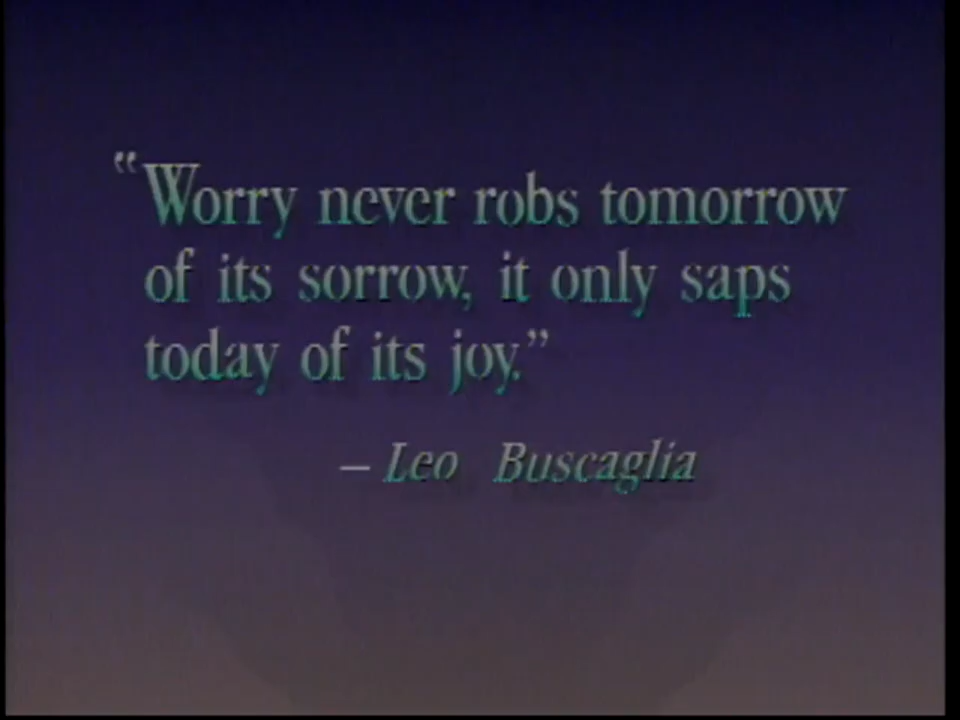 “Worry never robs tomorrow
of its sorrow, it only saps
today of its joy.”
– Leo Buscaglia